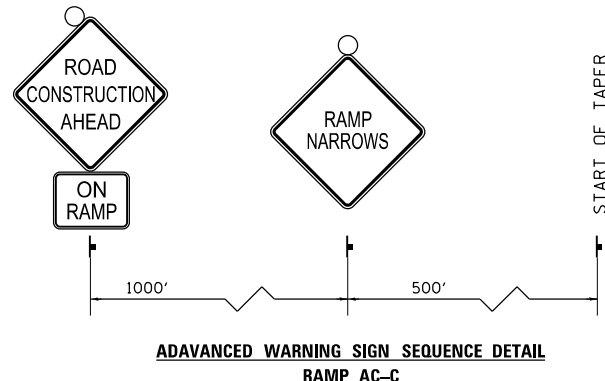 ROAD
CONSTRUCTION
AHEAD
ON
RAMP
RAMP
NARROWS
START OF TAPER
1000'
500'
ADAVANCED WARNING SIGN SEQUENCE DETAIL
RAMP AC-C